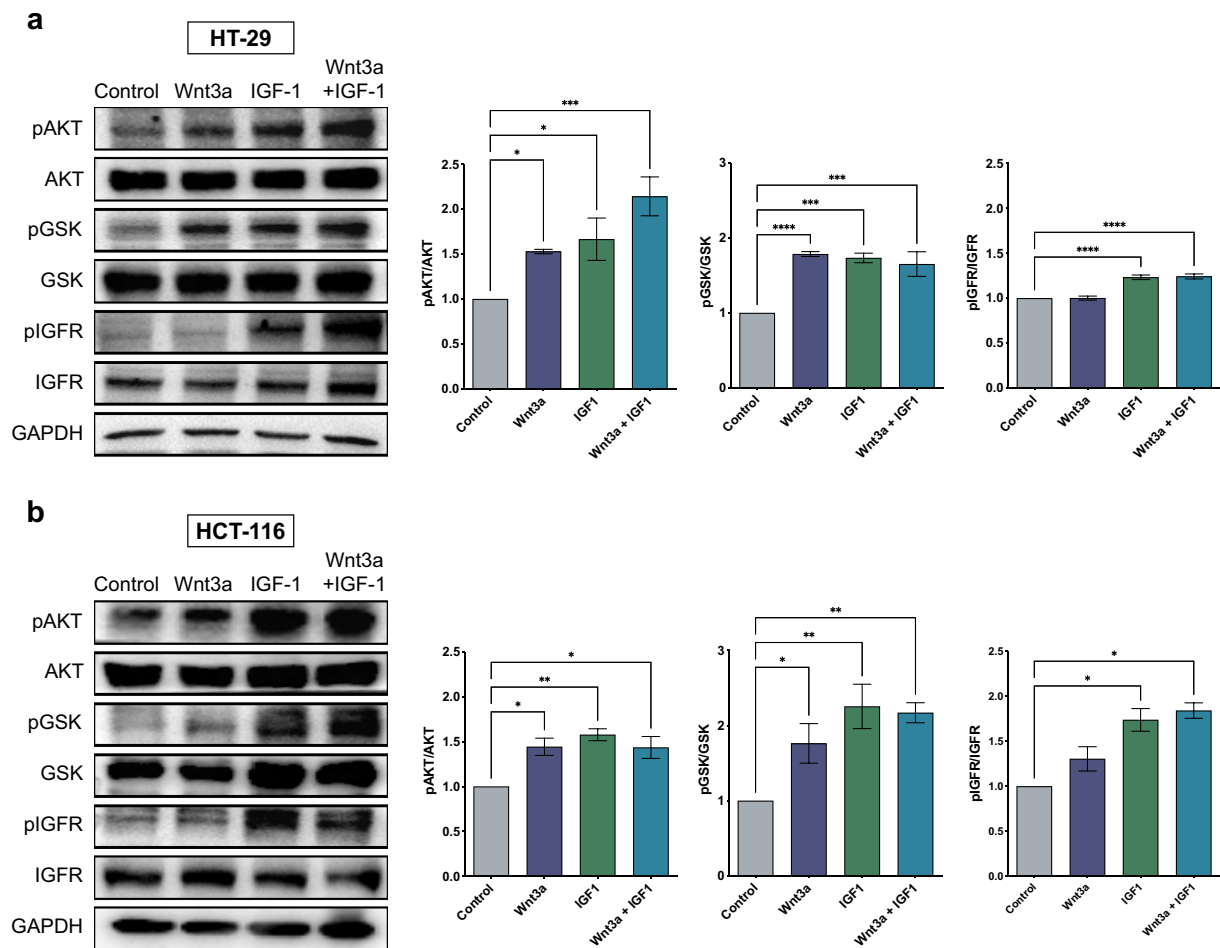 a
HT-29
Control Wnt3a IGF-1 Wnt3a
+IGF-1
pAKT
AKT
pGSK
GSK
pIGFR
IGFR
GAPDH
pAKT/AKT
2.5
2.0
1.5
1.0
0.5
0.0
*
*
***
Control
Wnt3a
IGF1
Wnt3a + IGF1
pGSK/GSK
3
2
1
0
****
***
***
Control
Wnt3a
IGF1
Wnt3a + IGF1
pIGFR/IGFR
2.5
2.0
1.5
1.0
0.5
0.0
****
****
Control
Wnt3a
IGF1
Wnt3a + IGF1
b
HCT-116
Control Wnt3a IGF-1 Wnt3a
+IGF-1
pAKT
AKT
pGSK
GSK
pIGFR
IGFR
GAPDH
pAKT/AKT
2.5
2.0
1.5
1.0
0.5
0.0
*
**
*
Control
Wnt3a
IGF1
Wnt3a + IGF1
pGSK/GSK
3
2
1
0
*
**
**
Control
Wnt3a
IGF1
Wnt3a + IGF1
pIGFR/IGFR
2.5
2.0
1.5
1.0
0.5
0.0
*
*
Control
Wnt3a
IGF1
Wnt3a + IGF1